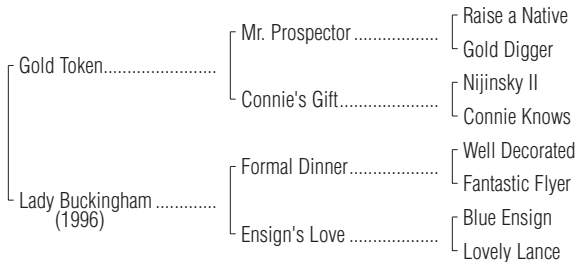 Raise a Native
Mr. Prospector ..................
Gold Digger
Gold Token........................
Nijinsky II
Connie's Gift.....................
Connie Knows
Well Decorated
Formal Dinner...................
Fantastic Flyer
Lady Buckingham .............
(1996)
Blue Ensign
Ensign's Love ...................
Lovely Lance